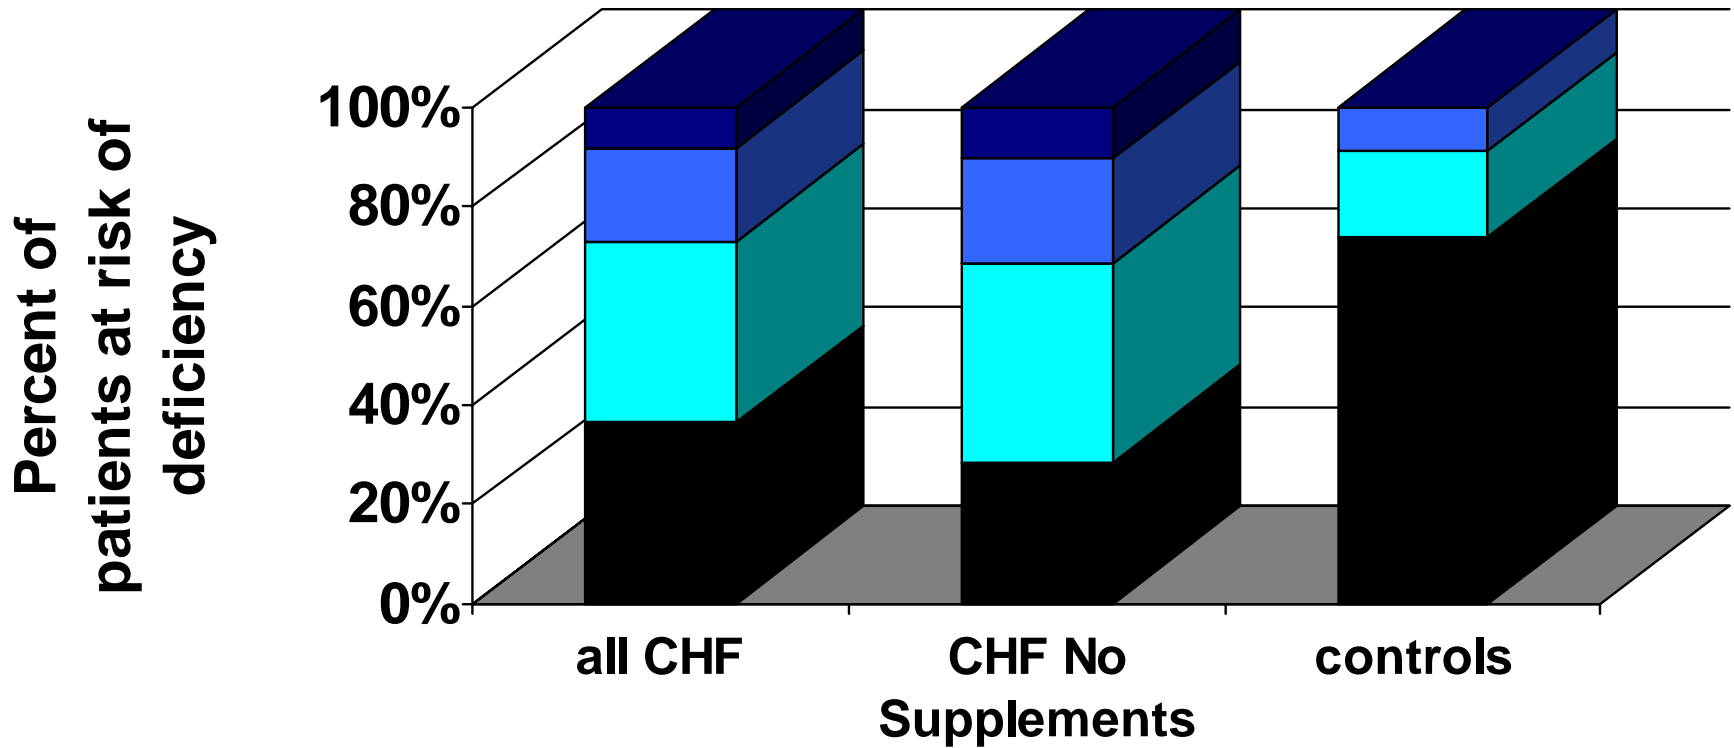 Percent of
patients at risk of
deficiency
100%
80%
60%
40%
20%
0%
all CHF
CHF No
Supplements
controls